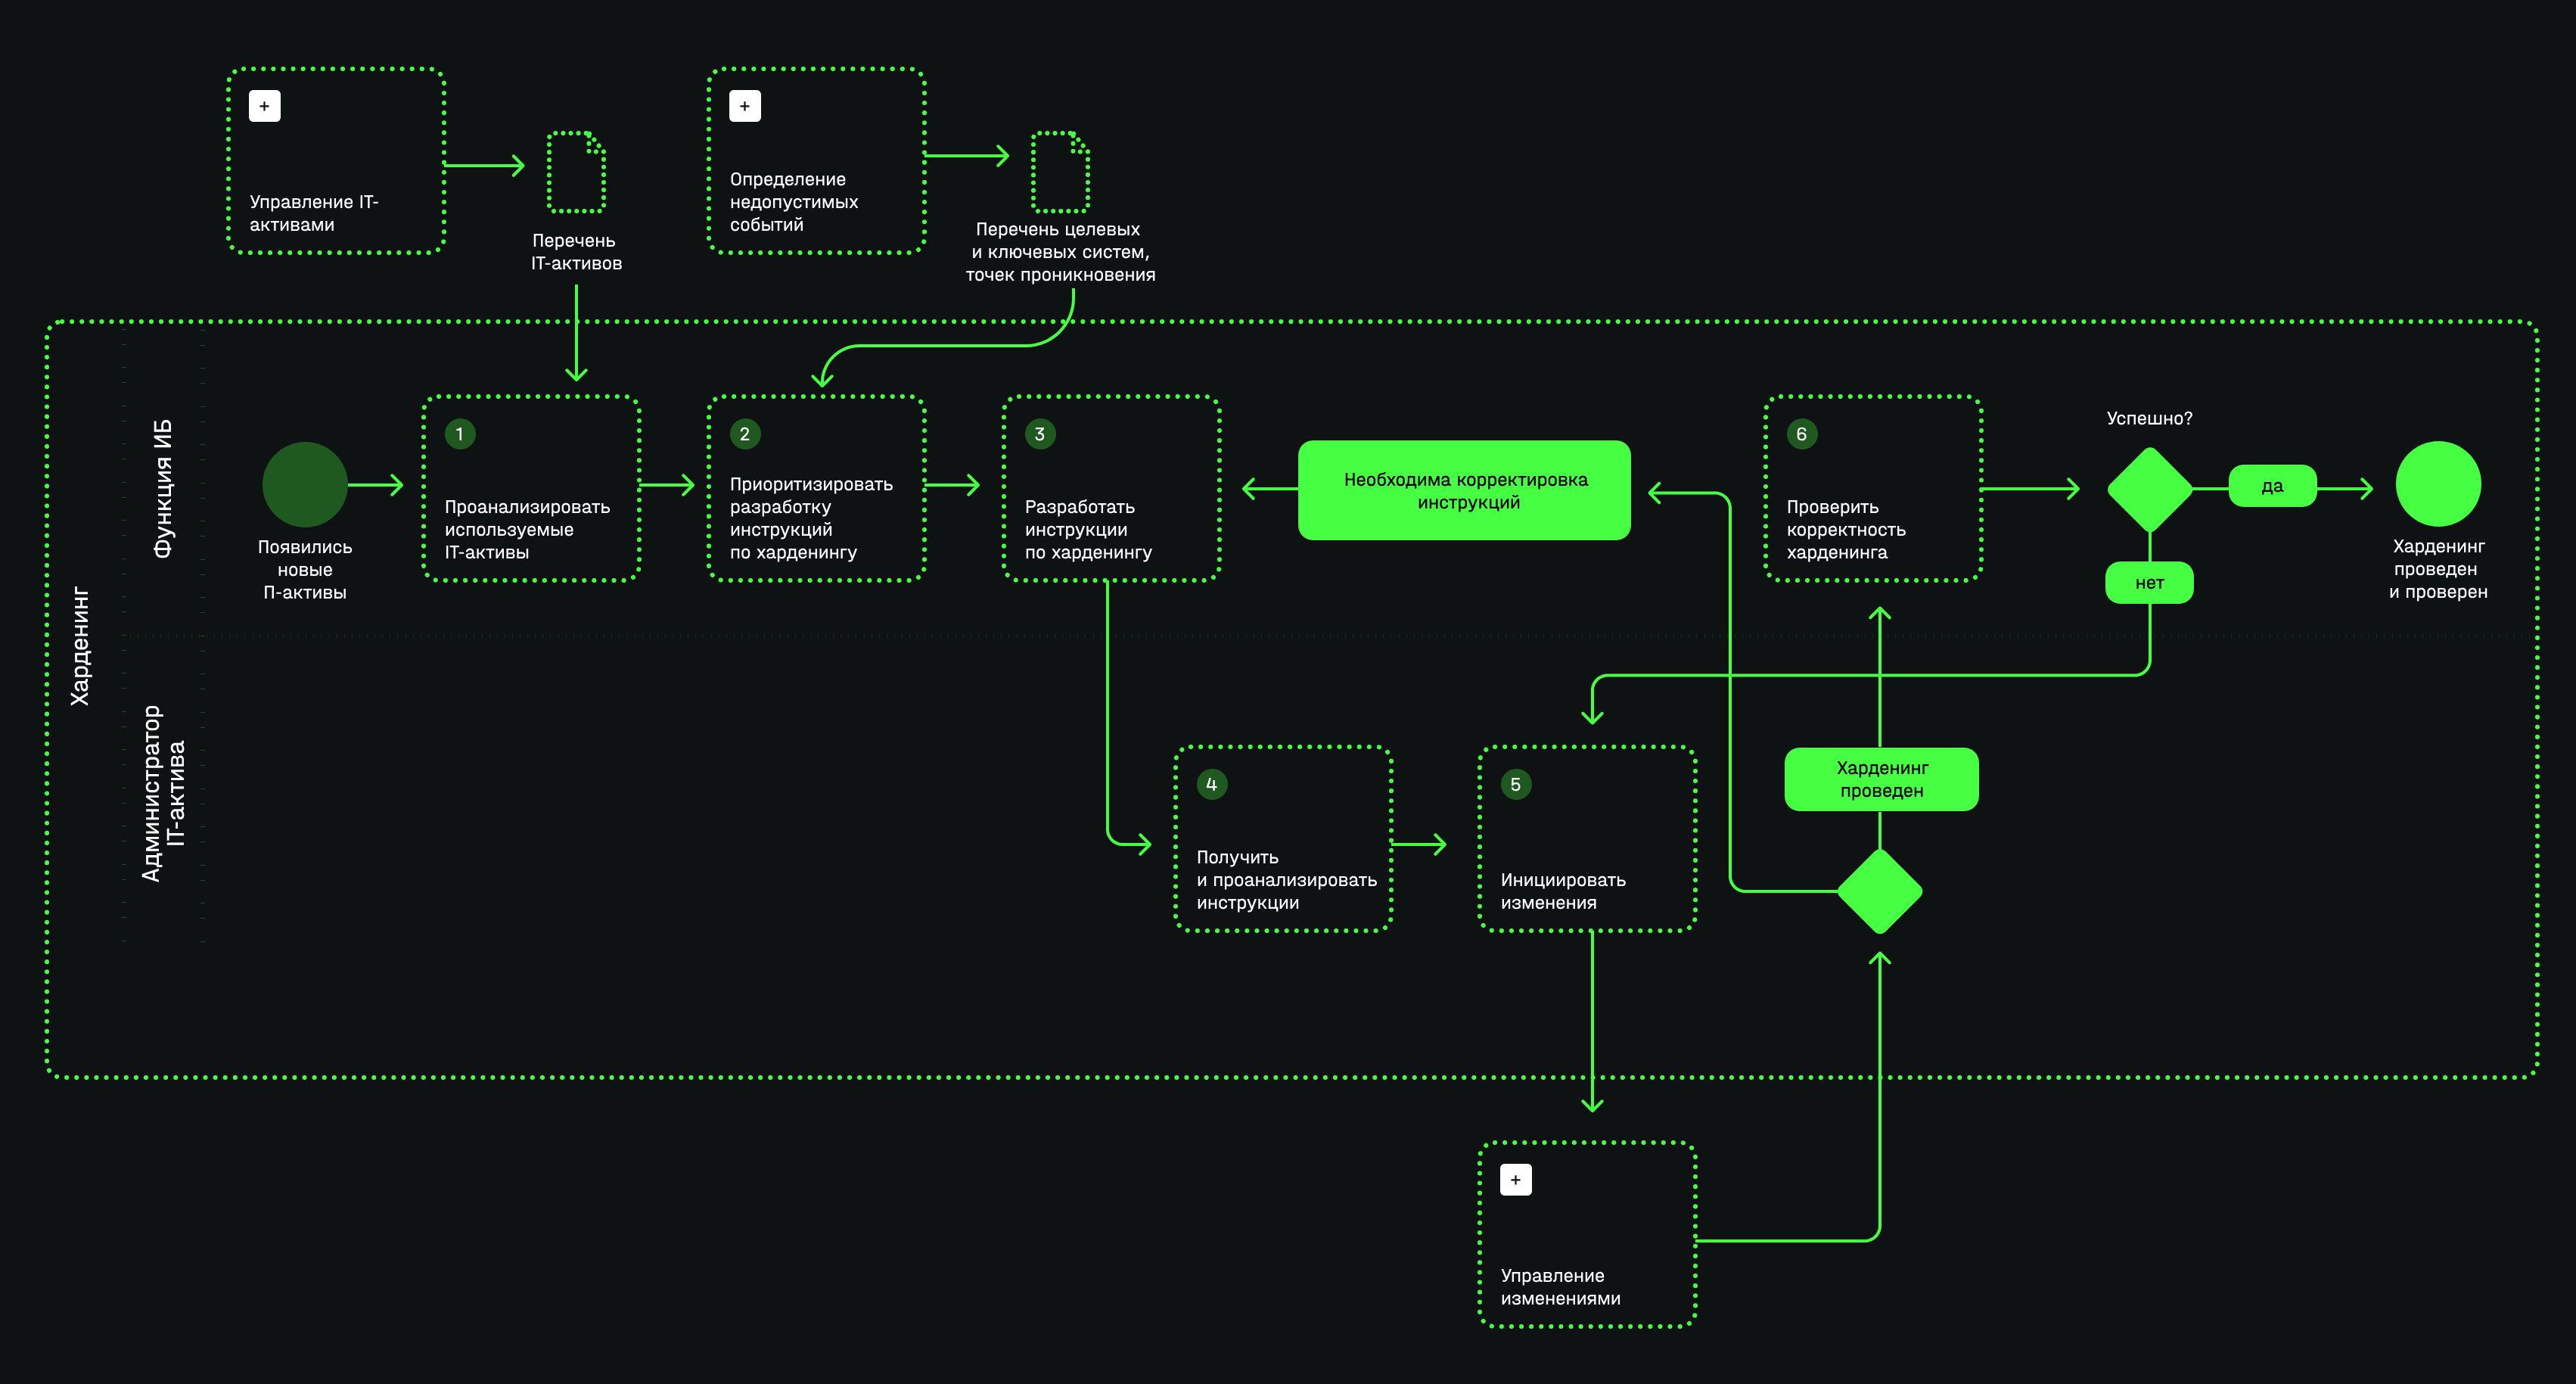 +
Управление IT-
активами
Перечень
IT-активов
+
Определение
недопустимых
событий
Перечень целевых
и ключевых систем,
точек проникновения
Харденинг
Функция ИБ
Появились
новые
П-активы
1
Проанализировать
используемые
IT-активы
2
Приоритизировать
разработку
инструкций
по харденингу
3
Разработать
инструкции
по харденингу
Необходима корректировка
инструкций
6
Проверить
корректность
харденинга
Успешно?
да
нет
Харденинг
проведен
и проверен
Администратор
IT-актива
4
Получить
и проанализировать
инструкции
5
Инициировать
изменения
Харденинг
проведен
+
Управление
изменениями